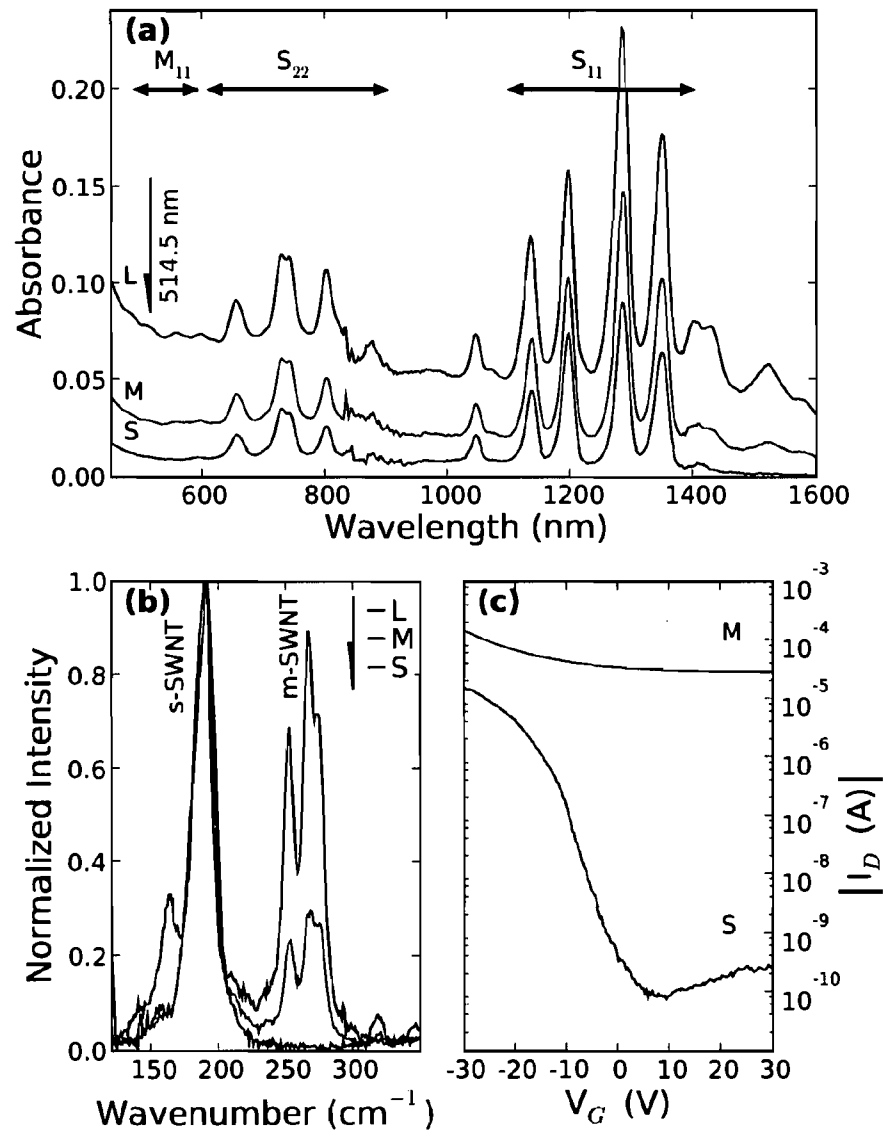 (a)
M₁₁ S₂₂ S₁₁
0.20
0.15
0.10
0.05
0.00
Absorbance
L
M
S
514.5 nm
600 800 1000 1200 1400 1600
Wavelength (nm)
(b)
s-SWNT
m-SWNT
L
M
S
1.0
0.8
0.6
0.4
0.2
0.0
Normalized Intensity
150 200 250 300
Wavenumber (cm⁻¹)
(c)
M
S
10⁻³
10⁻⁴
10⁻⁵
10⁻⁶
10⁻⁷
10⁻⁸
10⁻⁹
10⁻¹⁰
|I_D (A)|
-30 -20 -10 0 10 20 30
V_G (V)